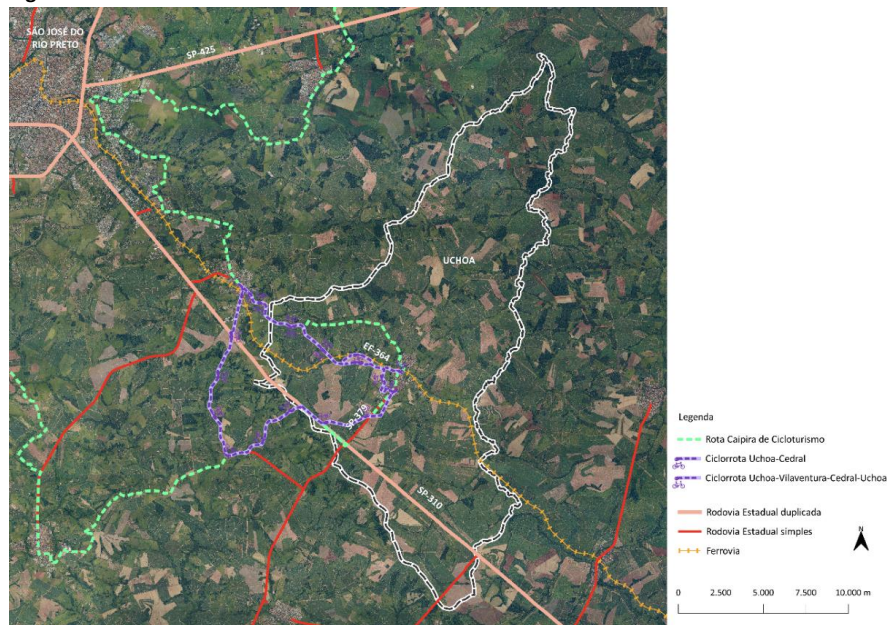 SÃO JOSÉ DO
RIO PRETO
SP-425
UCHOA
EF-364
SP-379
SP-310
Legenda
Rota Caipira de Cicloturismo
Ciclorrota Uchoa-Cedral
Ciclorrota Uchoa-Vilaventura-Cedral-Uchoa
Rodovia Estadual duplicada
Rodovia Estadual simples
Ferrovia
N
0 2.500 5.000 7.500 10.000 m